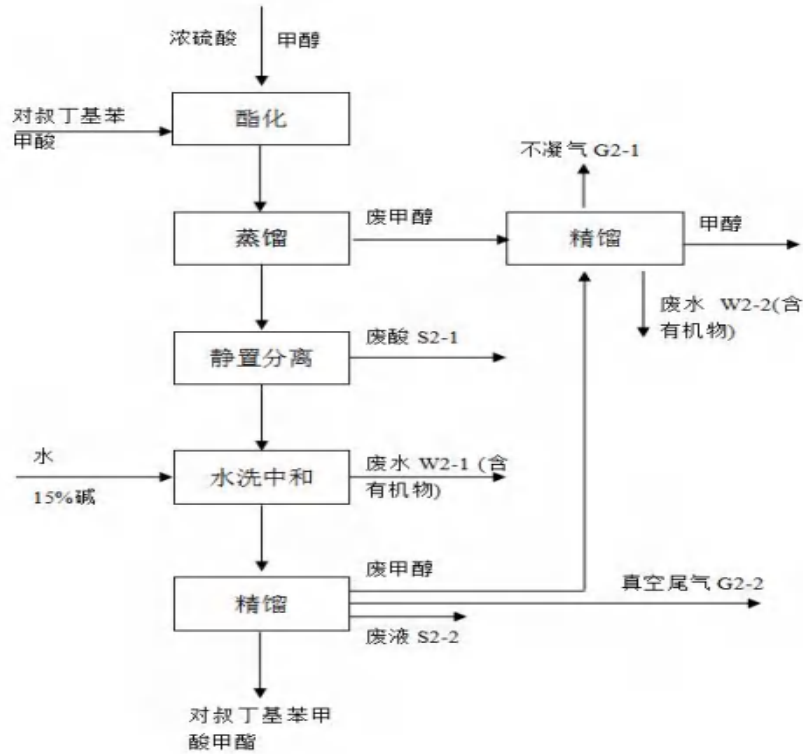 浓硫酸 甲醇
对叔丁基苯
甲酸
酯化
不凝气 G2-1
蒸馏
废甲醇
精馏
甲醇
废水 W2-2(含
有机物)
静置分离
废酸 S2-1
水
15%碱
水洗中和
废水 W2-1 (含
有机物)
精馏
废甲醇
真空尾气 G2-2
废液 S2-2
对叔丁基苯甲
酸甲酯